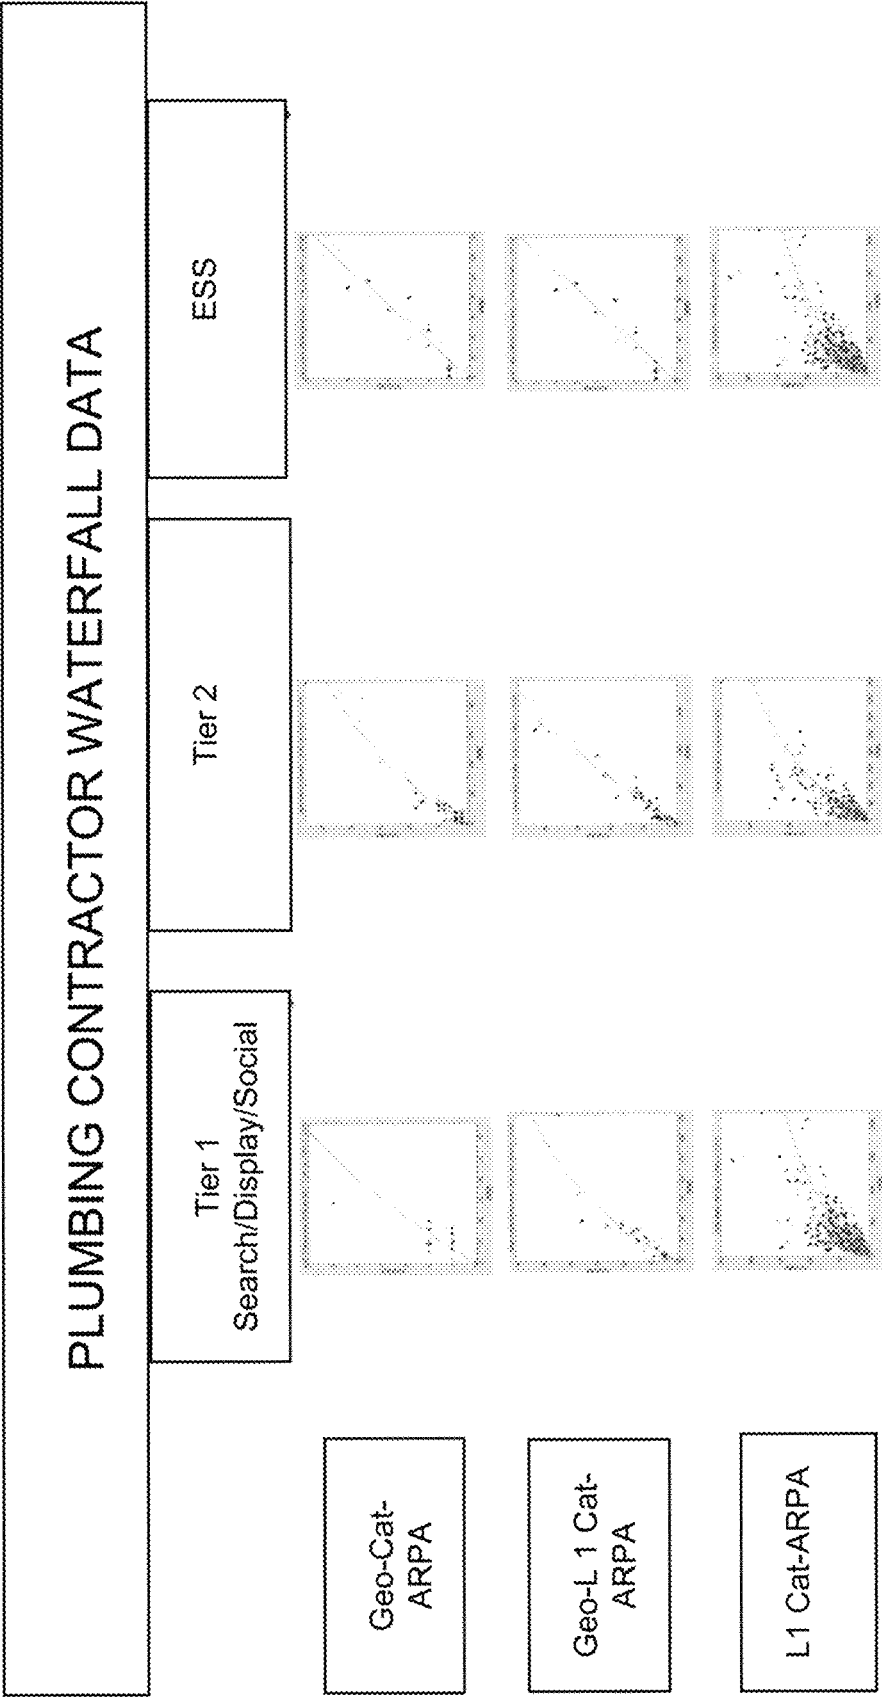 PLUMBING CONTRACTOR WATERFALL DATA
Tier 1
Search/Display/Social
Tier 2
ESS
Geo-Cat-
ARPA
Geo-L 1 Cat-
ARPA
L1 Cat-ARPA